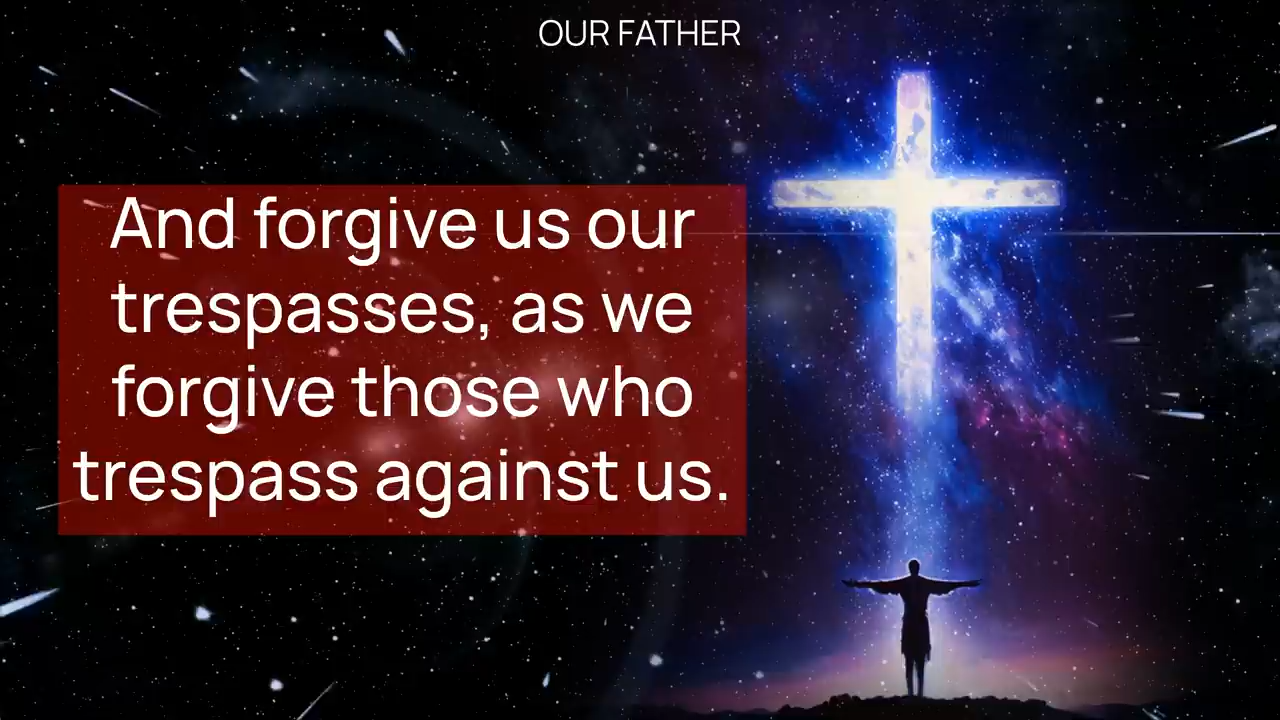 OUR FATHER
And forgive us our
trespasses, as we
forgive those who
trespass against us.